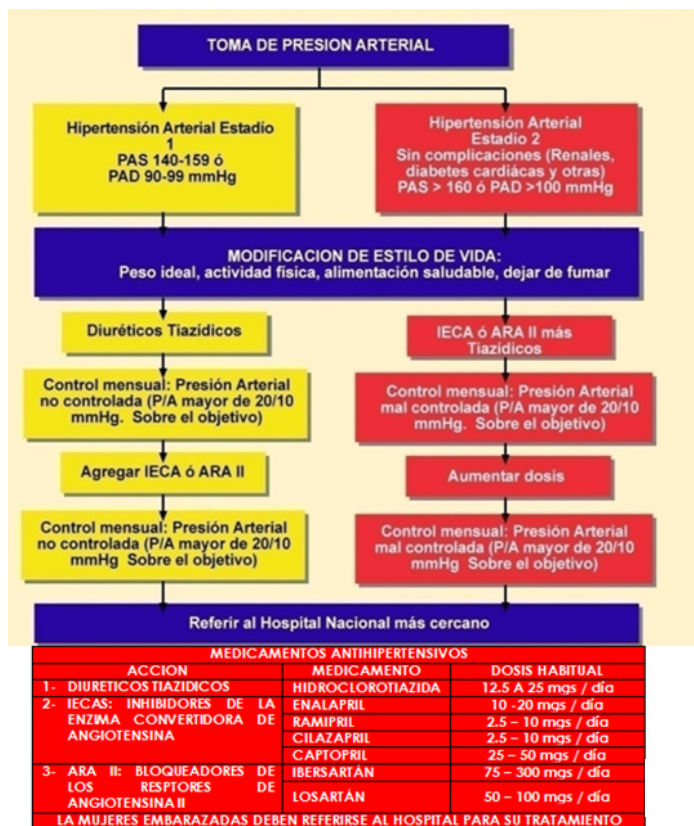 TOMA DE PRESION ARTERIAL
Hipertensión Arterial Estadío
1
PAS 140-159 ó
PAD 90-99 mmHg
Hipertensión Arterial
Estadío 2
Sin complicaciones (Renales,
diabetes cardiácas y otras)
PAS > 160 ó PAD >100 mmHg
MODIFICACION DE ESTILO DE VIDA:
Peso ideal, actividad física, alimentación saludable, dejar de fumar
Diuréticos Tiazídicos
IECA ó ARA II más
Tiazídicos
Control mensual: Presión Arterial
no controlada (P/A mayor de 20/10
mmHg. Sobre el objetivo)
Control mensual: Presión Arterial
mal controlada (P/A mayor de 20/10
mmHg. Sobre el objetivo)
Agregar IECA ó ARA II
Aumentar dosis
Control mensual: Presión Arterial
no controlada (P/A mayor de 20/10
mmHg Sobre el objetivo)
Control mensual: Presión Arterial
mal controlada (P/A mayor de 20/10
mmHg Sobre el objetivo)
Referir al Hospital Nacional más cercano
MEDICAMENTOS ANTIHIPERTENSIVOS
ACCION MEDICAMENTO DOSIS HABITUAL
1- DIURETICOS TIAZIDICOS HIDROCLOROTIAZIDA 12.5 A 25 mgs / día
2- IECAS: INHIBIDORES DE LA ENALAPRIL 10 -20 mgs / día
ENZIMA CONVERTIDORA DE RAMIPRIL 2.5 – 10 mgs / día
ANGIOTENSINA CILAZAPRIL 2.5 – 10 mgs / día
CAPTOPRIL 25 – 50 mgs / día
3- ARA II: BLOQUEADORES DE IBERSARTÁN 75 – 300 mgs / día
LOS RESPTORES DE
ANGIOTENSINA II LOSARTÁN 50 – 100 mgs / día
LA MUJERES EMBARAZADAS DEBEN REFERIRSE AL HOSPITAL PARA SU TRATAMIENTO